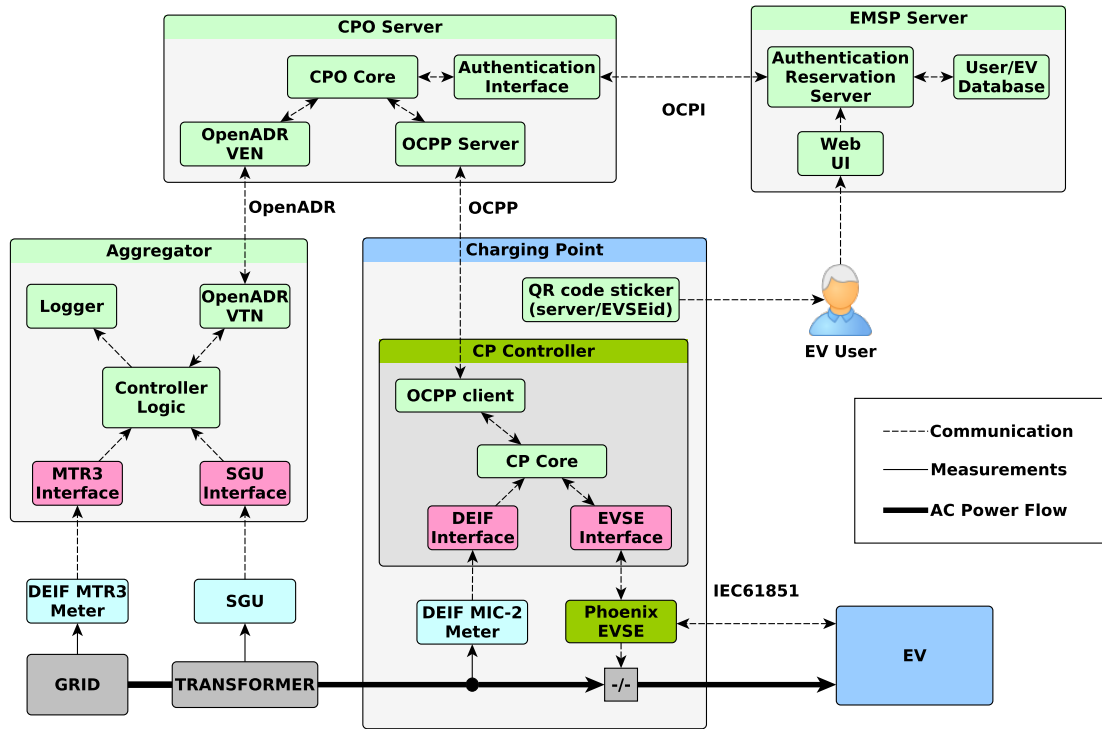 CPO Server
CPO Core
Authentication
Interface
OpenADR
VEN
OCPP Server
EMSP Server
Authentication
Reservation
Server
User/EV
Database
Web
UI
OCPI
OpenADR
OCPP
Aggregator
Logger
OpenADR
VTN
Controller
Logic
MTR3
Interface
SGU
Interface
Charging Point
QR code sticker
(server/EVSEid)
EV User
CP Controller
OCPP client
CP Core
DEIF
Interface
EVSE
Interface
Communication
Measurements
AC Power Flow
DEIF MTR3
Meter
SGU
DEIF MIC-2
Meter
Phoenix
EVSE
IEC61851
GRID
TRANSFORMER
-/-
EV